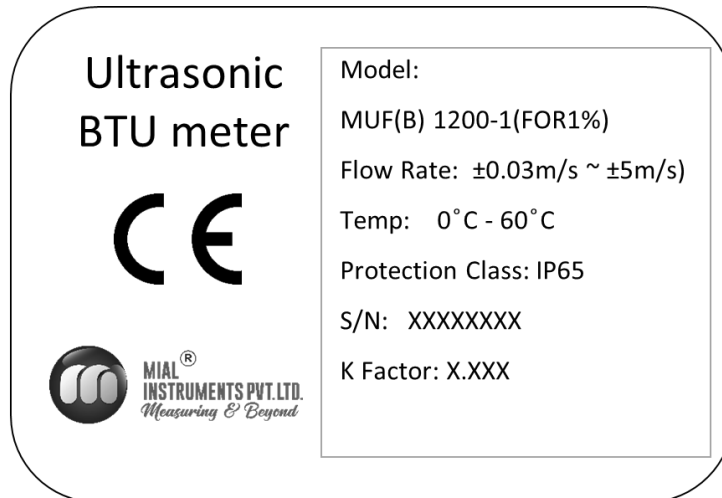 Ultrasonic
BTU meter
CE
MIAL®
INSTRUMENTS PVT.LTD.
Measuring & Beyond
Model:
MUF(B) 1200-1(FOR1%)
Flow Rate: ±0.03m/s ~ ±5m/s)
Temp: 0˚C - 60˚C
Protection Class: IP65
S/N: XXXXXXXX
K Factor: X.XXX